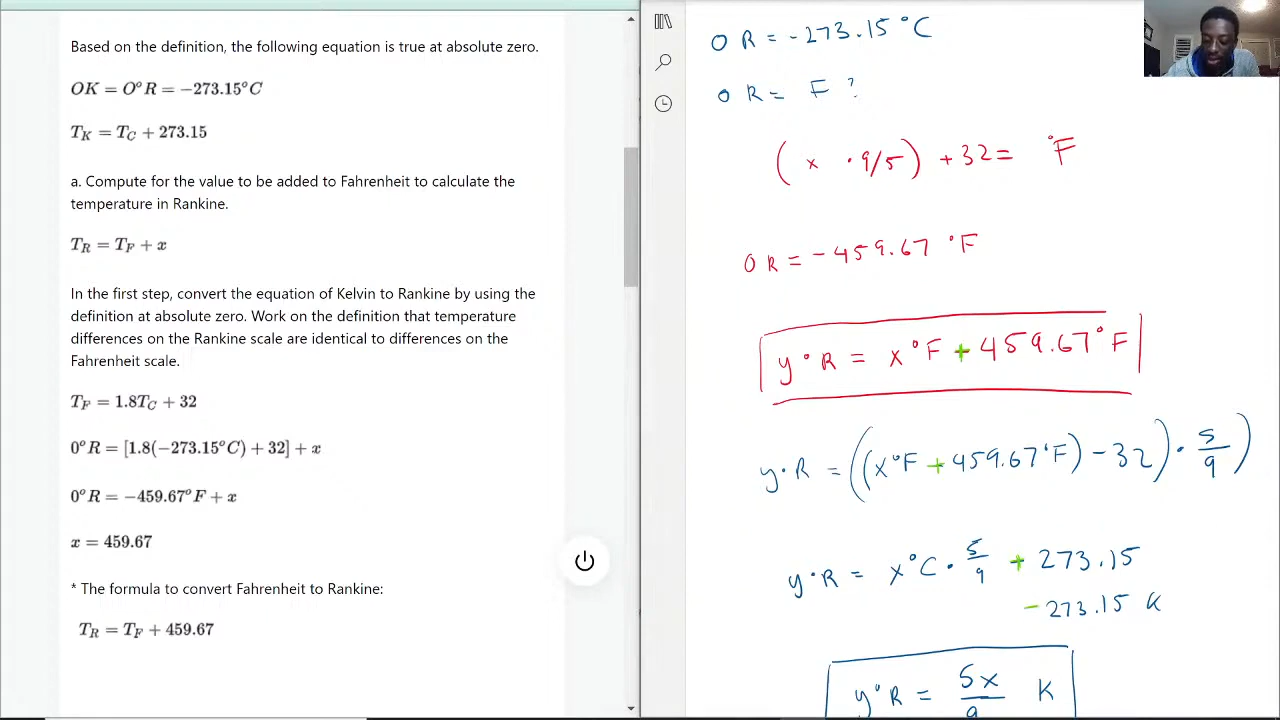 Based on the definition, the following equation is true at absolute zero.
OK = O°R = −273.15°C
T_K = T_C + 273.15
a. Compute for the value to be added to Fahrenheit to calculate the
temperature in Rankine.
T_R = T_F + x
In the first step, convert the equation of Kelvin to Rankine by using the
definition at absolute zero. Work on the definition that temperature
differences on the Rankine scale are identical to differences on the
Fahrenheit scale.
T_F = 1.8T_C + 32
0°R = [1.8(−273.15°C) + 32] + x
0°R = −459.67°F + x
x = 459.67
* The formula to convert Fahrenheit to Rankine:
T_R = T_F + 459.67
0 R = -273.15 °C
0 R = F ?
(x · 9/5) + 32 = °F
0 R = -459.67 °F
y°R = x°F + 459.67°F
y°R = ((x°F + 459.67°F) - 32) · 5/9)
y°R = x°C · 5/9 + 273.15
- 273.15 K
y°R = 5x/9 K